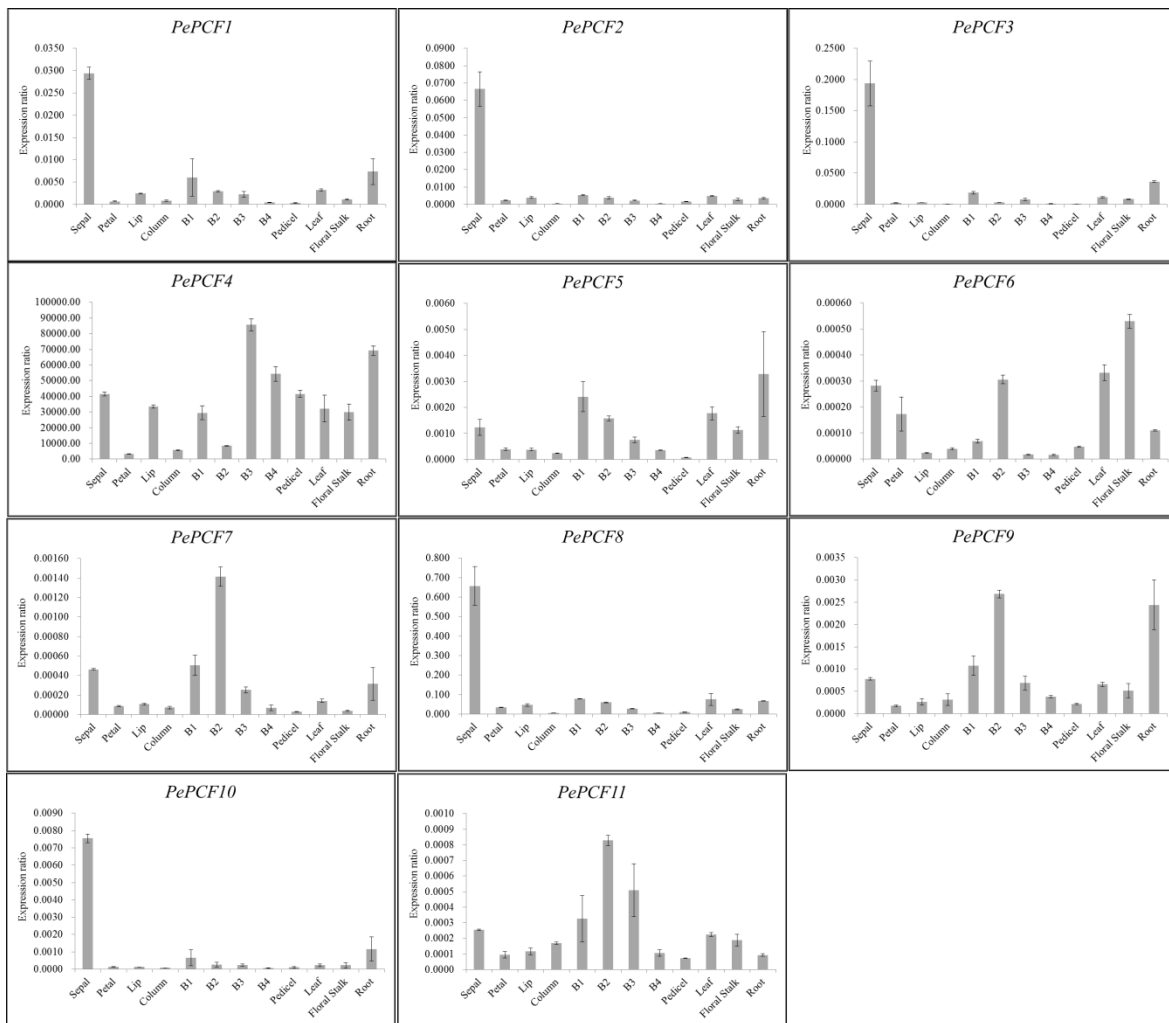 PePCF1
Expression ratio
0.0350
0.0300
0.0250
0.0200
0.0150
0.0100
0.0050
0.0000
Sepal Petal Lip Column B1 B2 B3 B4 Pedicel Leaf Floral Stalk Root
PePCF2
Expression ratio
0.0900
0.0800
0.0700
0.0600
0.0500
0.0400
0.0300
0.0200
0.0100
0.0000
Sepal Petal Lip Column B1 B2 B3 B4 Pedicel Leaf Floral Stalk Root
PePCF3
Expression ratio
0.2500
0.2000
0.1500
0.1000
0.0500
0.0000
Sepal Petal Lip Column B1 B2 B3 B4 Pedicel Leaf Floral Stalk Root
PePCF4
Expression ratio
100000.00
90000.00
80000.00
70000.00
60000.00
50000.00
40000.00
30000.00
20000.00
10000.00
0.00
Sepal Petal Lip Column B1 B2 B3 B4 Pedicel Leaf Floral Stalk Root
PePCF5
Expression ratio
0.0060
0.0050
0.0040
0.0030
0.0020
0.0010
0.0000
Sepal Petal Lip Column B1 B2 B3 B4 Pedicel Leaf Floral Stalk Root
PePCF6
Expression ratio
0.00060
0.00050
0.00040
0.00030
0.00020
0.00010
0.00000
Sepal Petal Lip Column B1 B2 B3 B4 Pedicel Leaf Floral Stalk Root
PePCF7
Expression ratio
0.00160
0.00140
0.00120
0.00100
0.00080
0.00060
0.00040
0.00020
0.00000
Sepal Petal Lip Column B1 B2 B3 B4 Pedicel Leaf Floral Stalk Root
PePCF8
Expression ratio
0.800
0.700
0.600
0.500
0.400
0.300
0.200
0.100
0.000
Sepal Petal Lip Column B1 B2 B3 B4 Pedicel Leaf Floral Stalk Root
PePCF9
Expression ratio
0.0035
0.0030
0.0025
0.0020
0.0015
0.0010
0.0005
0.0000
Sepal Petal Lip Column B1 B2 B3 B4 Pedicel Leaf Floral Stalk Root
PePCF10
Expression ratio
0.0090
0.0080
0.0070
0.0060
0.0050
0.0040
0.0030
0.0020
0.0010
0.0000
Sepal Petal Lip Column B1 B2 B3 B4 Pedicel Leaf Floral Stalk Root
PePCF11
Expression ratio
0.0010
0.0009
0.0008
0.0007
0.0006
0.0005
0.0004
0.0003
0.0002
0.0001
0.0000
Sepal Petal Lip Column B1 B2 B3 B4 Pedicel Leaf Floral Stalk Root